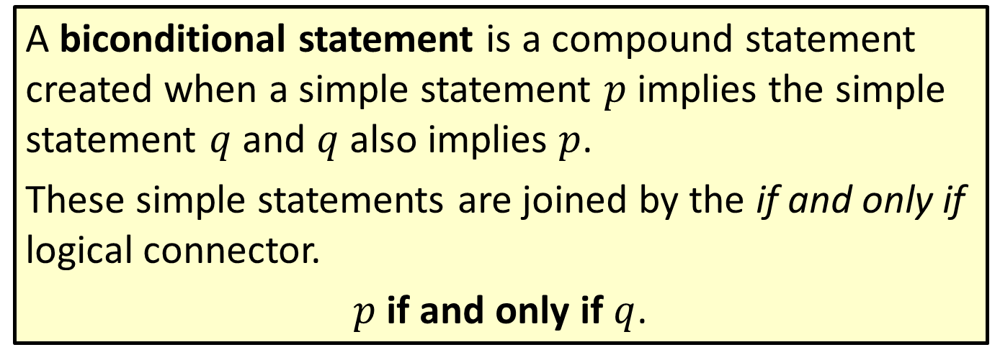 A biconditional statement is a compound statement
created when a simple statement p implies the simple
statement q and q also implies p.
These simple statements are joined by the if and only if
logical connector.
p if and only if q.